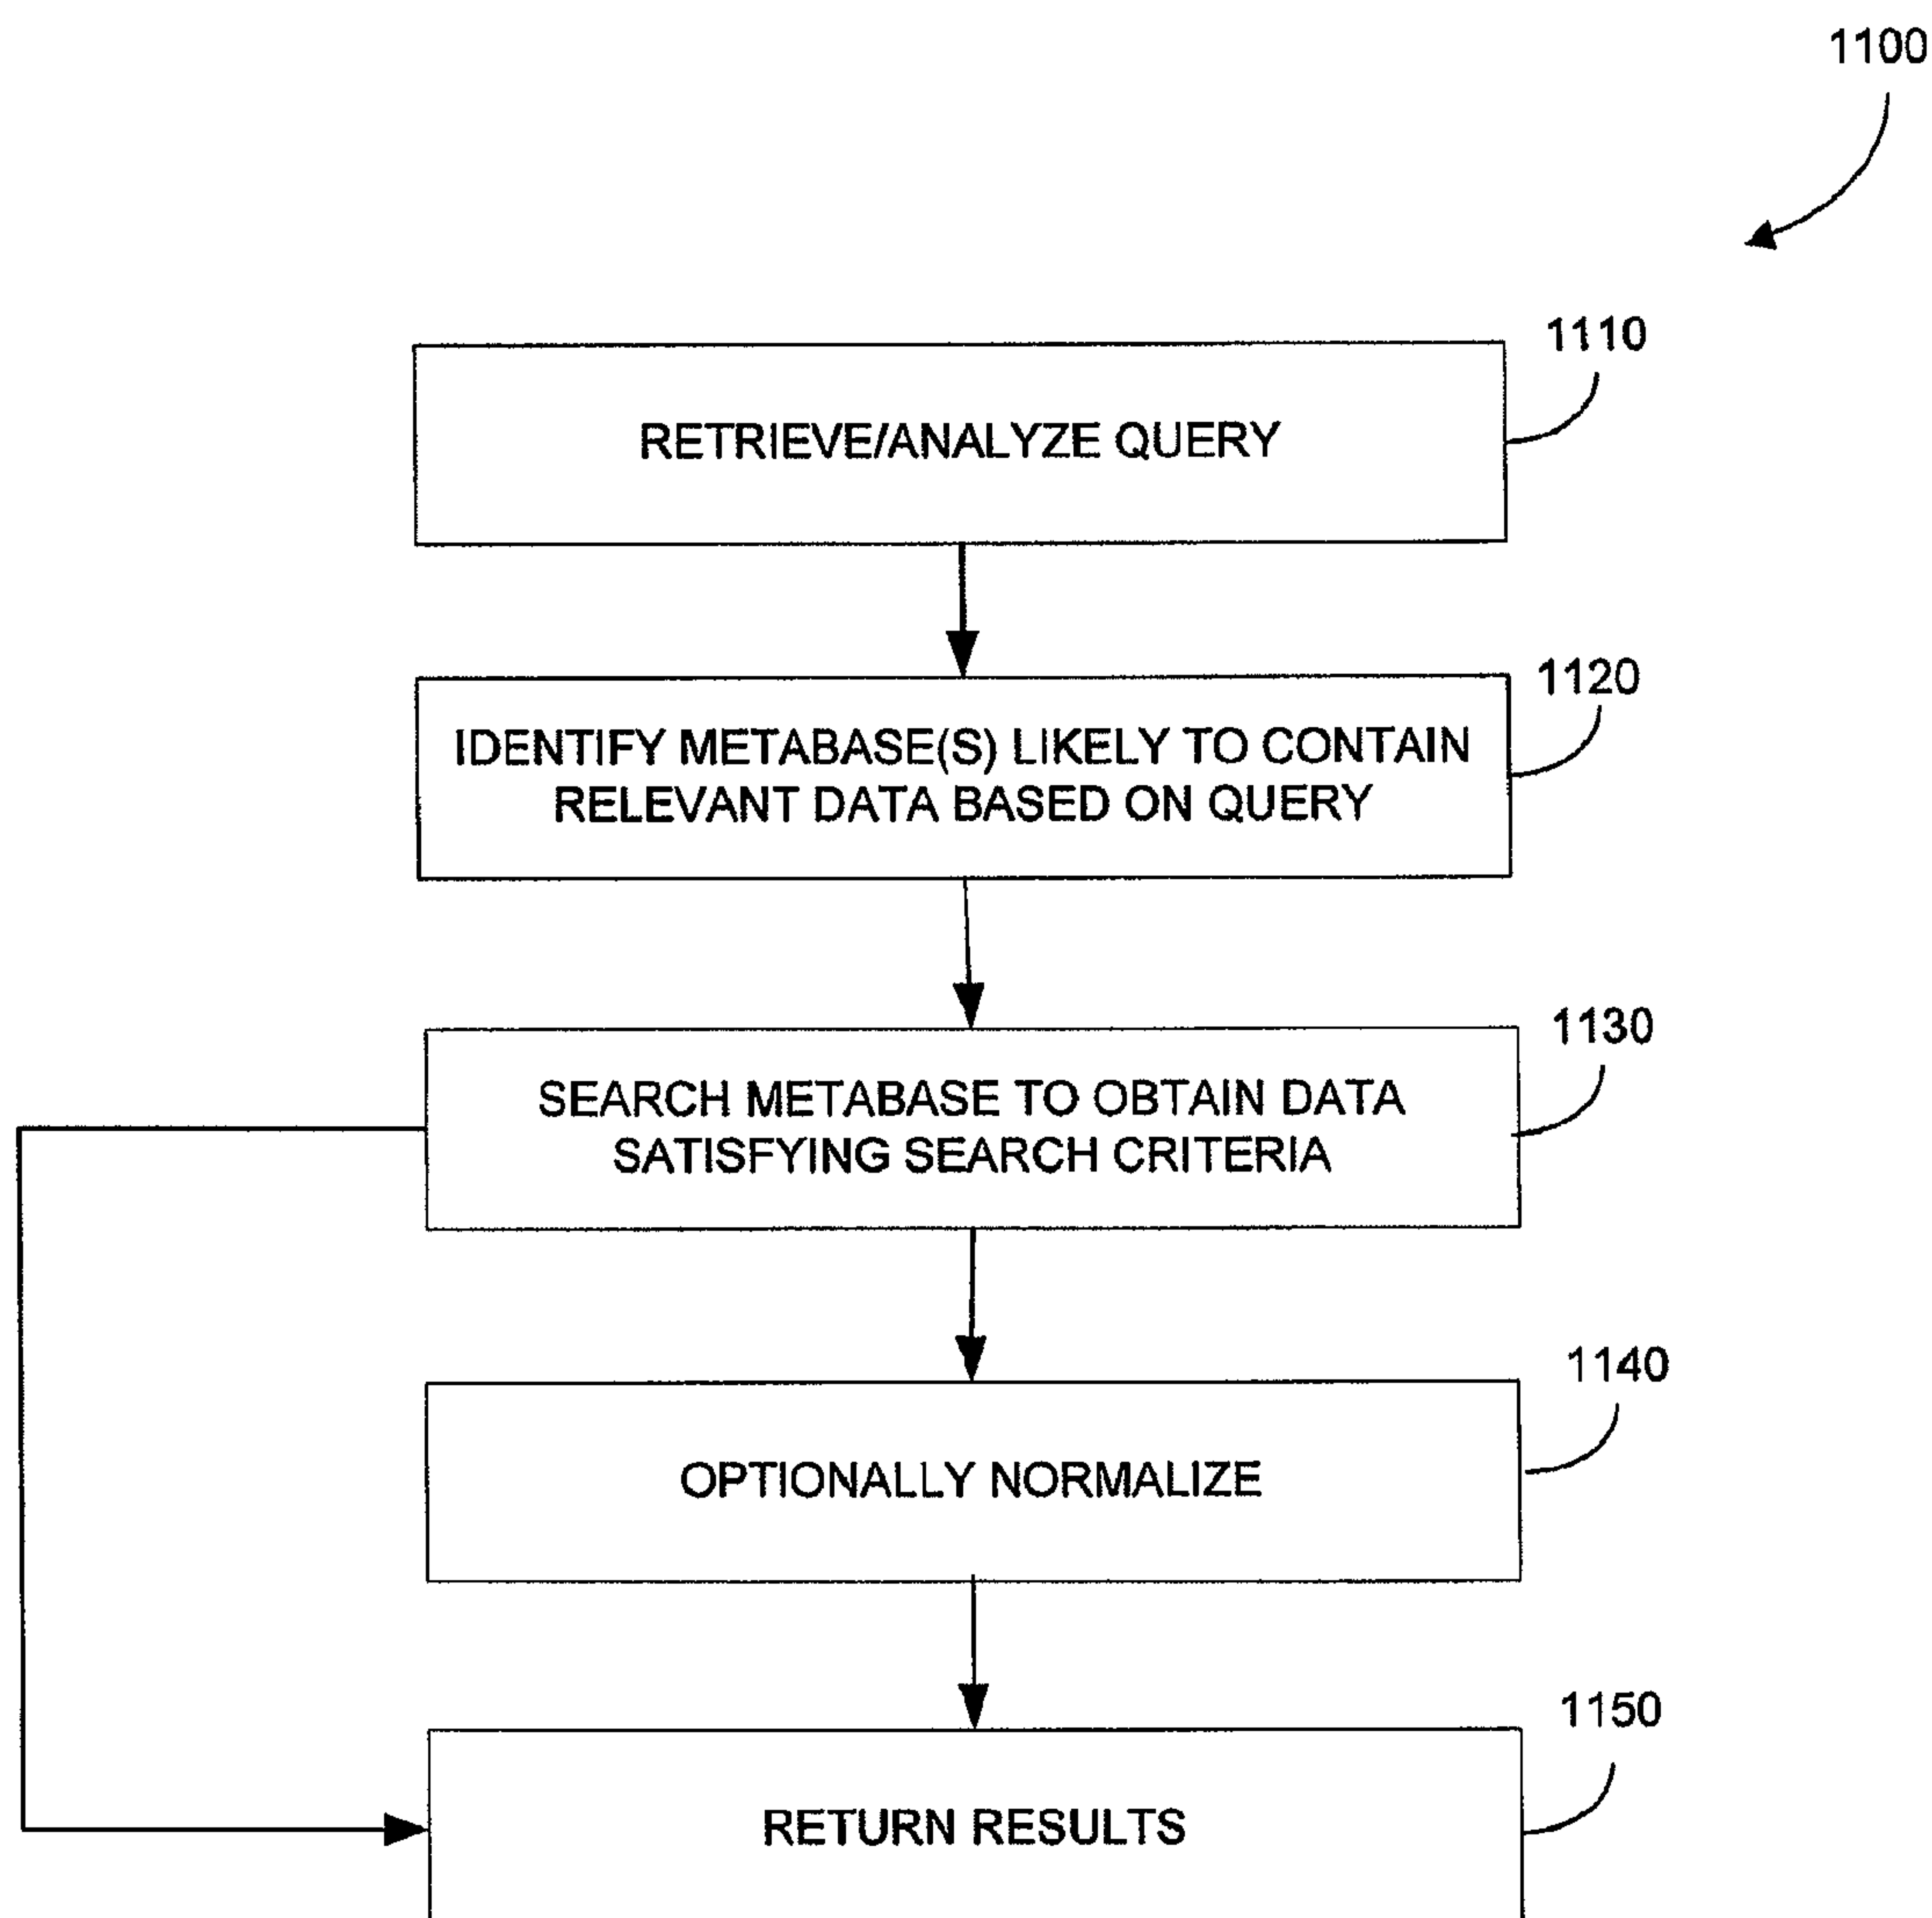 1100
1110
RETRIEVE/ANALYZE QUERY
1120
IDENTIFY METABASE(S) LIKELY TO CONTAIN
RELEVANT DATA BASED ON QUERY
1130
SEARCH METABASE TO OBTAIN DATA
SATISFYING SEARCH CRITERIA
1140
OPTIONALLY NORMALIZE
1150
RETURN RESULTS